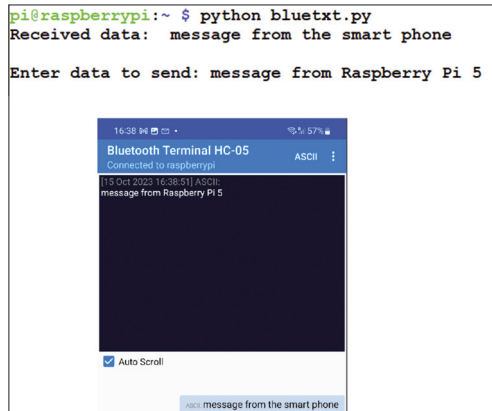 pi@raspberrypi:~ $ python bluetxt.py
Received data:  message from the smart phone
Enter data to send: message from Raspberry Pi 5
16:38 57%
Bluetooth Terminal HC-05
ASCII
Connected to raspberrypi
[15 Oct 2023 16:38:51] ASCII:
message from Raspberry Pi 5
Auto Scroll
ASCII message from the smart phone